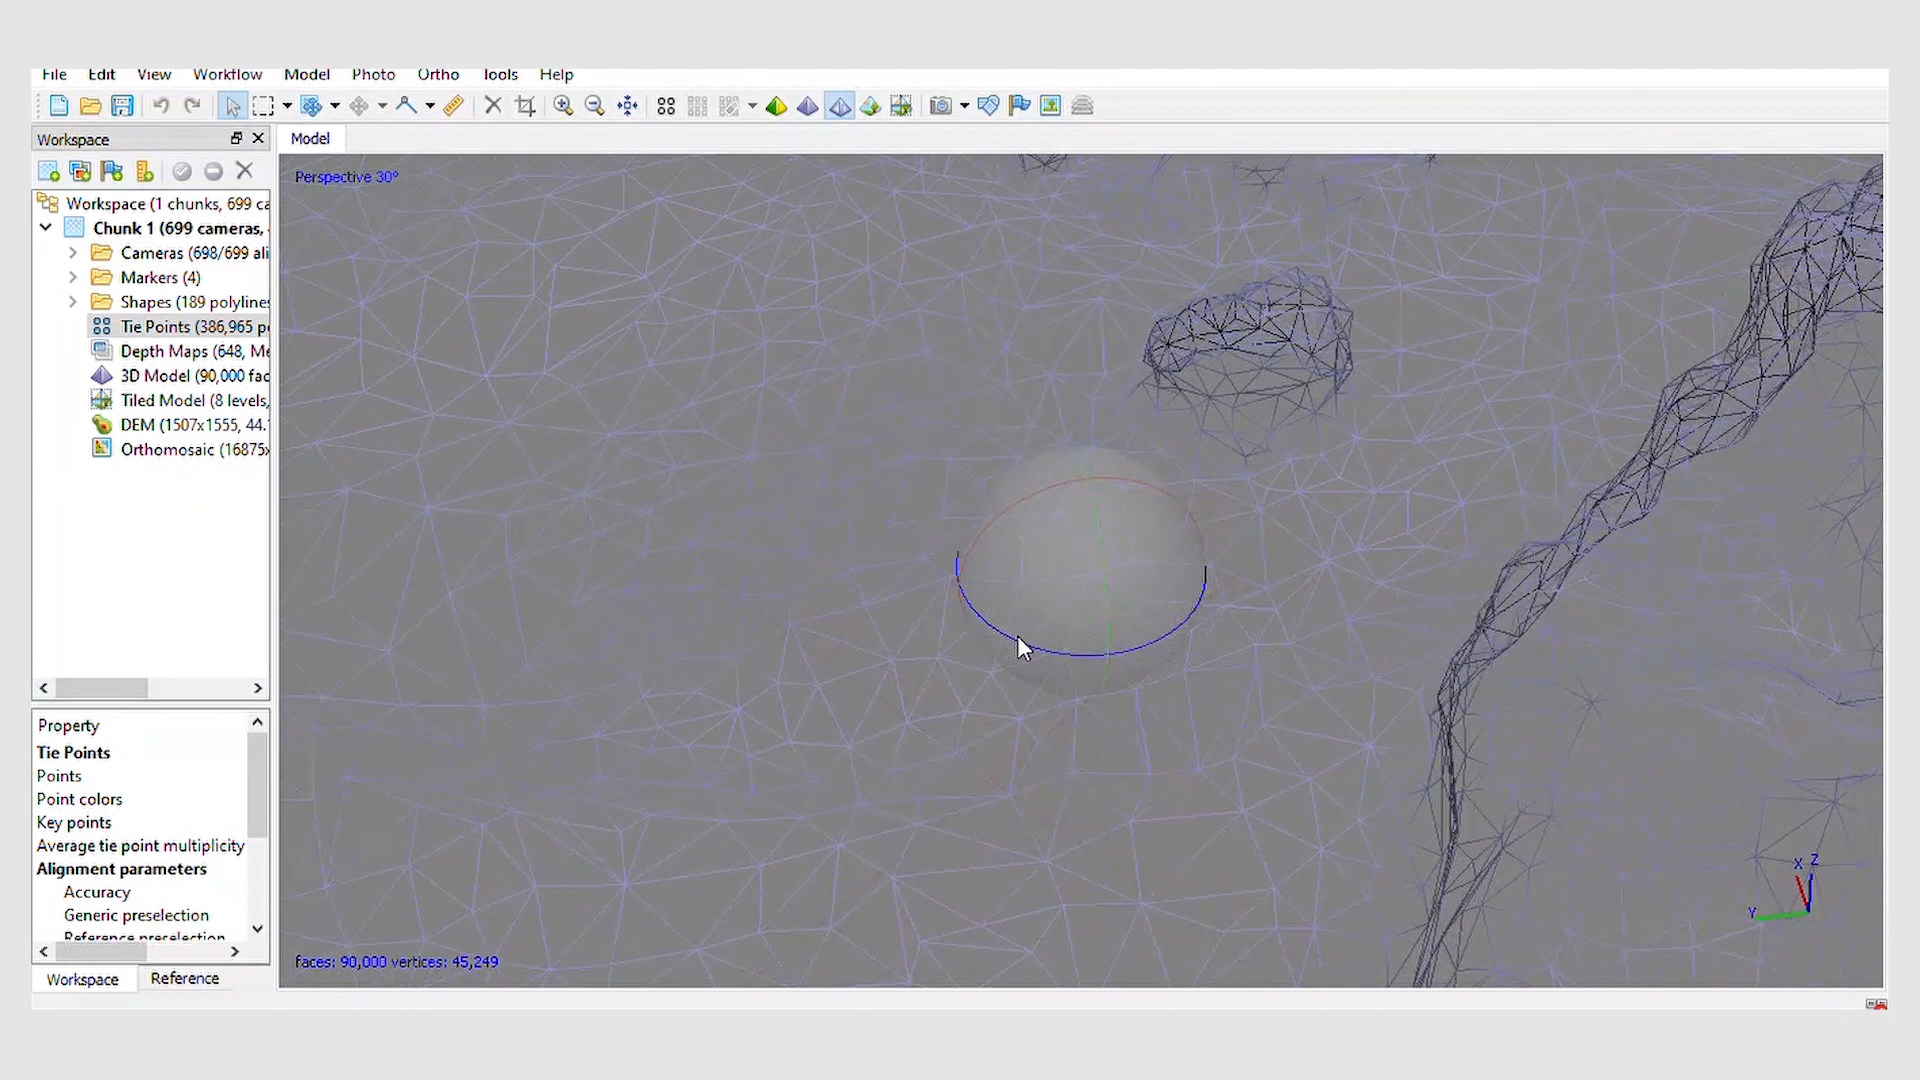 File Edit View Workflow Model Photo Ortho Tools Help
Workspace
Model
Perspective 30°
Workspace (1 chunks, 699 ca
Chunk 1 (699 cameras,
Cameras (698/699 ali
Markers (4)
Shapes (189 polylines
Tie Points (386,965 p
Depth Maps (648, Me
3D Model (90,000 fac
Tiled Model (8 levels,
DEM (1507x1555, 44.
Orthomosaic (16875x
Property
Tie Points
Points
Point colors
Key points
Average tie point multiplicity
Alignment parameters
Accuracy
Generic preselection
Reference preselection
Workspace Reference
faces: 90,000 vertices: 45,249
X Z
Y